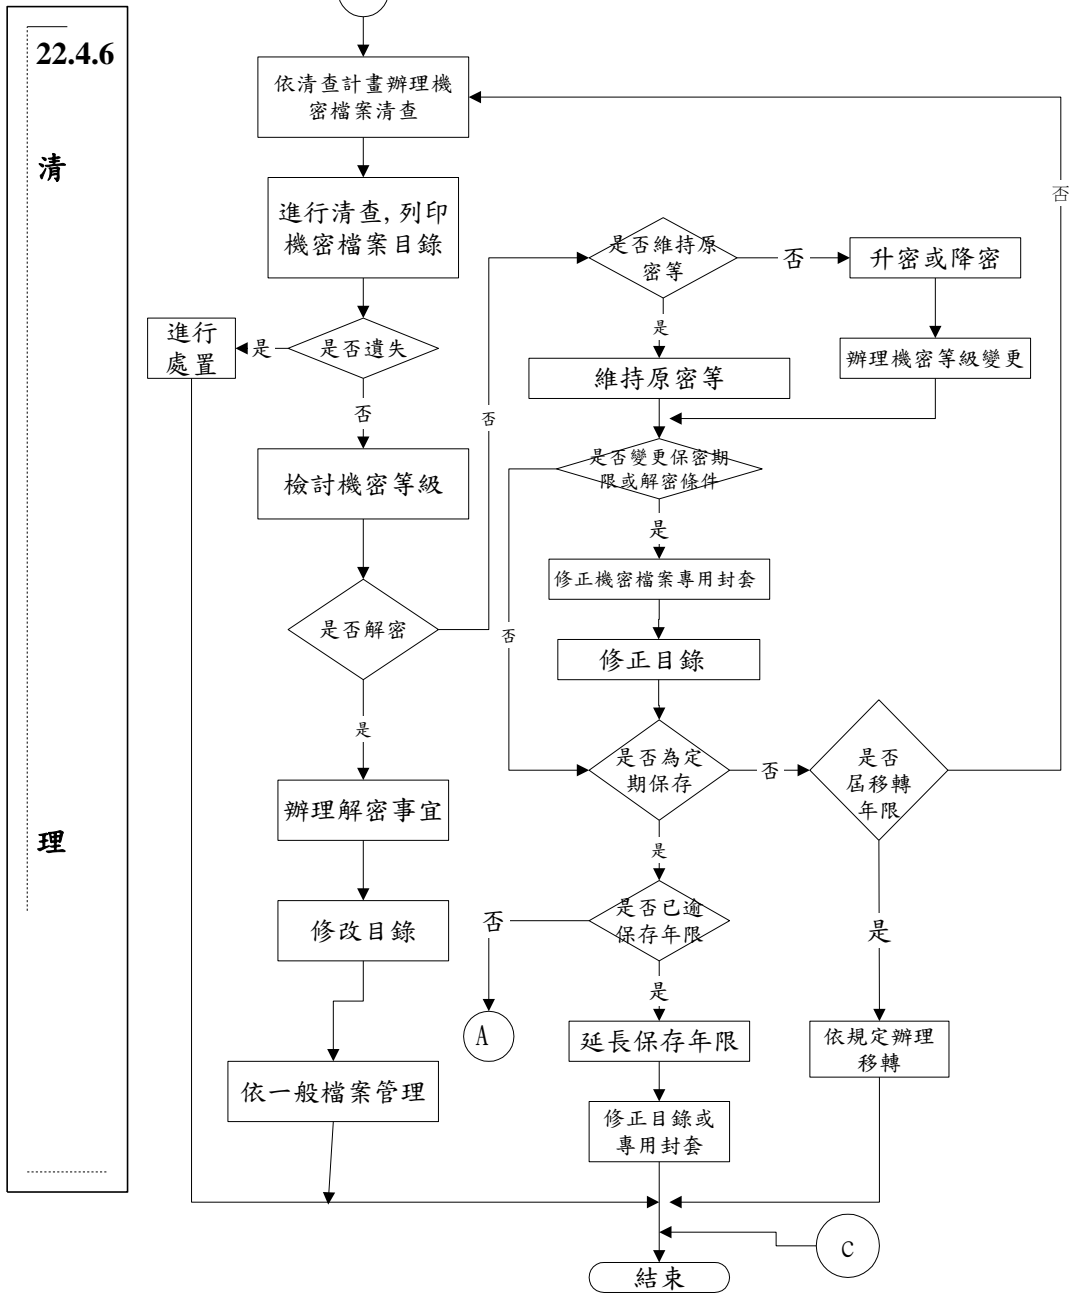 22.4.6
清
理
依清查計畫辦理機
密檔案清查
進行清查,列印
機密檔案目錄
是否遺失
是
進行
處置
否
檢討機密等級
是否解密
是
辦理解密事宜
修改目錄
依一般檔案管理
否
是否維持原
密等
否
升密或降密
辦理機密等級變更
是
維持原密等
是否變更保密期
限或解密條件
是
修正機密檔案專用封套
修正目錄
否
是否為定
期保存
否
是否
屆移轉
年限
否
是
依規定辦理
移轉
是
是否已逾
保存年限
否
A
是
延長保存年限
修正目錄或
專用封套
C
結束